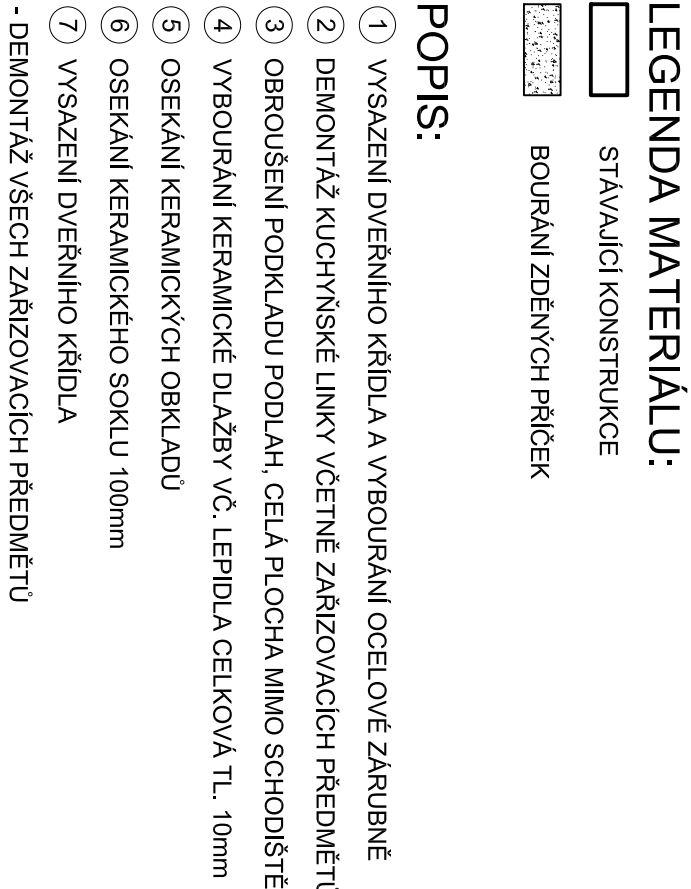 LEGENDA MATERIÁLU:
STÁVAJÍCÍ KONSTRUKCE
BOURÁNÍ ZDĚNÝCH PŘÍČEK
POPIS:
1 VYSAZENÍ DVEŘNÍHO KŘÍDLA A VYBOURÁNÍ OCELOVÉ ZÁRUBNĚ
2 DEMONTÁŽ KUCHYŇSKÉ LINKY VČETNĚ ZAŘIZOVACÍCH PŘEDMĚTŮ
3 OBROUŠENÍ PODKLADU PODLAH, CELÁ PLOCHA MIMO SCHODIŠTĚ
4 VYBOURÁNÍ KERAMICKÉ DLAŽBY VČ. LEPIDLA CELKOVÁ TL. 10mm
5 OSEKÁNÍ KERAMICKÝCH OBKLADŮ
6 OSEKÁNÍ KERAMICKÉHO SOKLU 100mm
7 VYSAZENÍ DVEŘNÍHO KŘÍDLA
- DEMONTÁŽ VŠECH ZAŘIZOVACÍCH PŘEDMĚTŮ